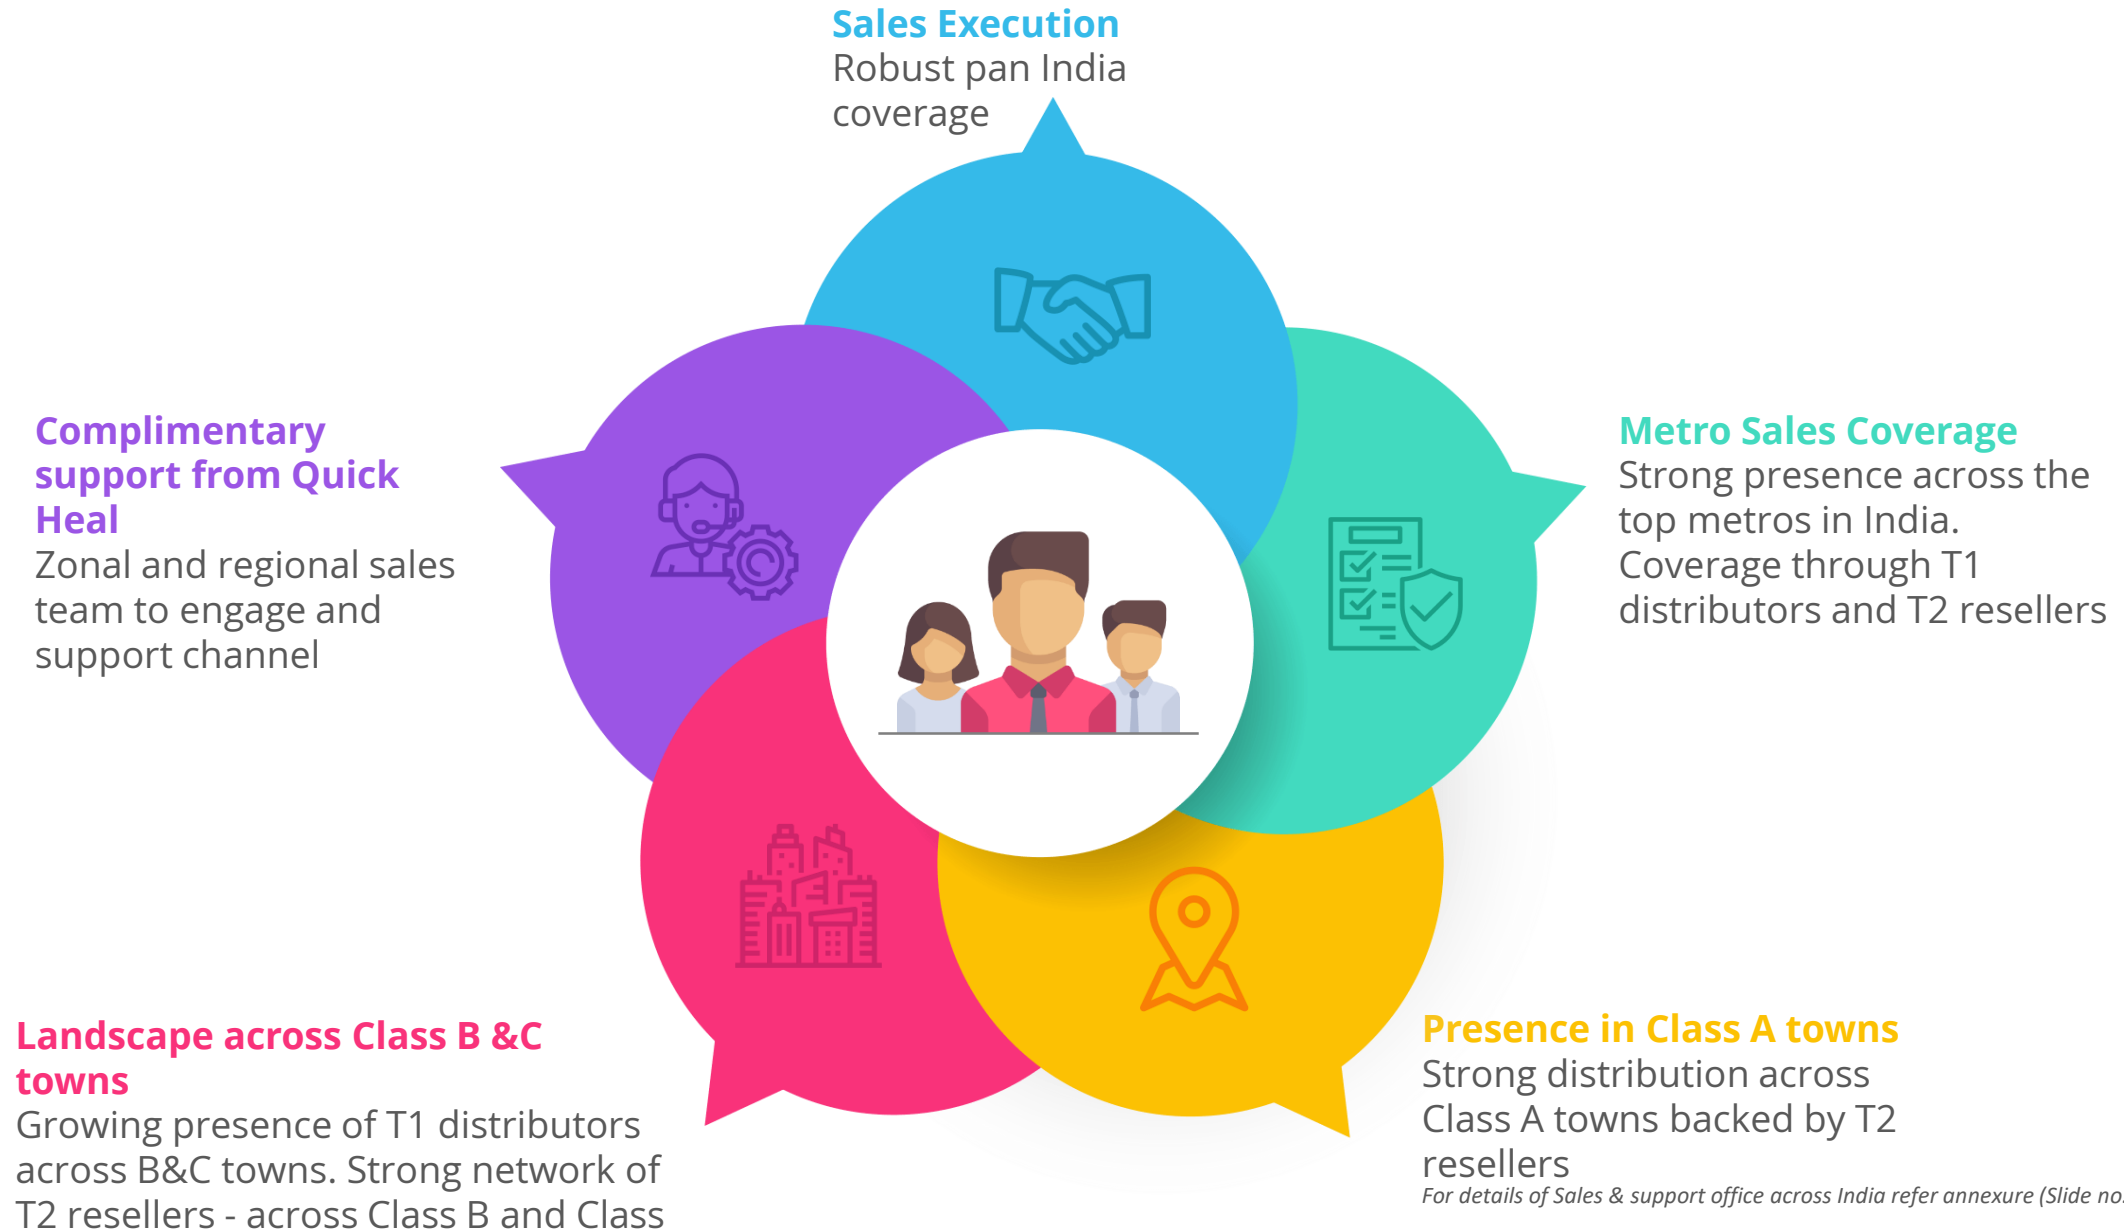 Sales Execution
Robust pan India
coverage
Complimentary
support from Quick
Heal
Zonal and regional sales
team to engage and
support channel
Metro Sales Coverage
Strong presence across the
top metros in India.
Coverage through T1
distributors and T2 resellers
Landscape across Class B &C
towns
Growing presence of T1 distributors
across B&C towns. Strong network of
T2 resellers - across Class B and Class
Presence in Class A towns
Strong distribution across
Class A towns backed by T2
resellers
For details of Sales & support office across India refer annexure (Slide no.